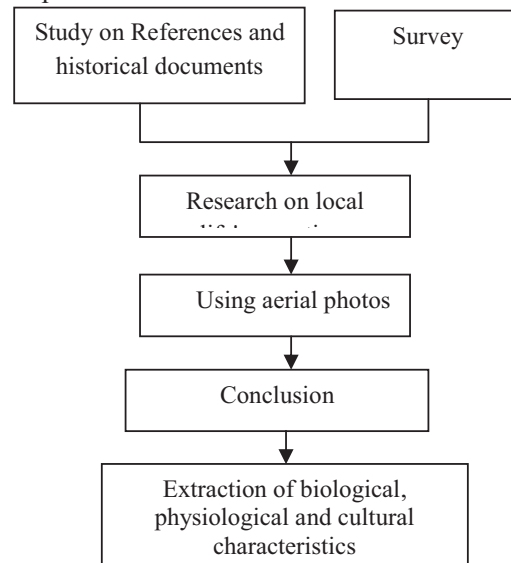 Study on References and
historical documents
Survey
Research on local
Using aerial photos
Conclusion
Extraction of biological,
physiological and cultural
characteristics